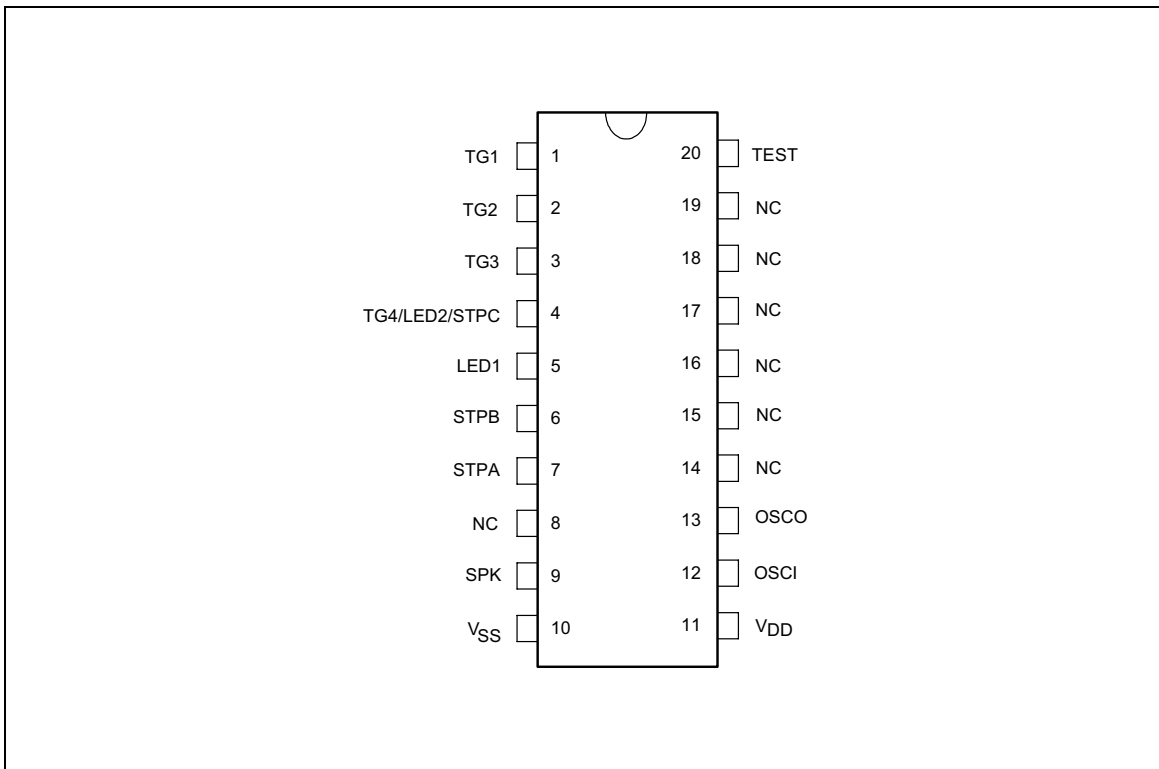 TG1 1 20 TEST
TG2 2 19 NC
TG3 3 18 NC
TG4/LED2/STPC 4 17 NC
LED1 5 16 NC
STPB 6 15 NC
STPA 7 14 NC
NC 8 13 OSCO
SPK 9 12 OSCI
VSS 10 11 VDD